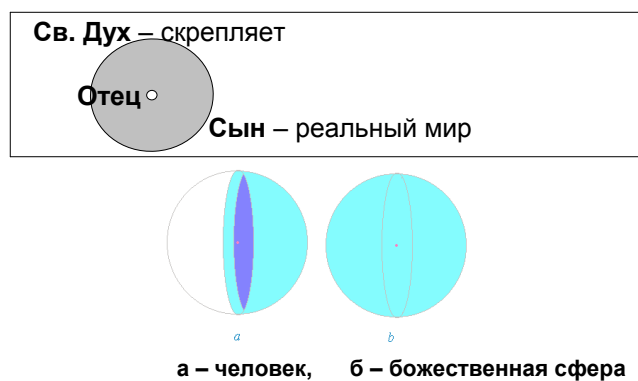 Св. Дух – скрепляет
Отец
Сын – реальный мир
a b
а – человек, б – божественная сфера